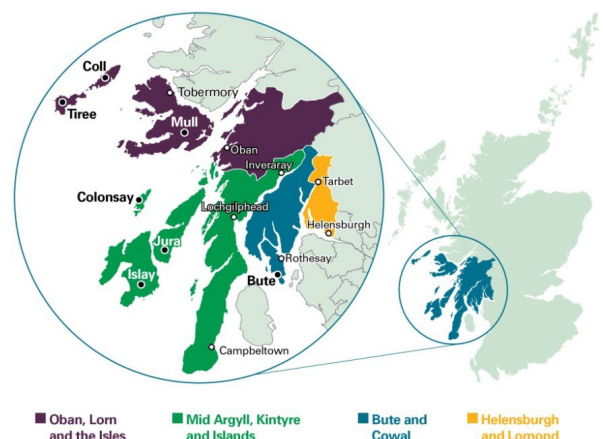 Coll
Tiree
Tobermory
Mull
Oban
Inveraray
Tarbet
Colonsay
Lochgilphead
Helensburgh
Jura
Islay
Rothesay
Bute
Campbeltown
Oban, Lorn
and the Isles
Mid Argyll, Kintyre
and Islands
Bute and
Cowal
Helensburgh
and Lomond